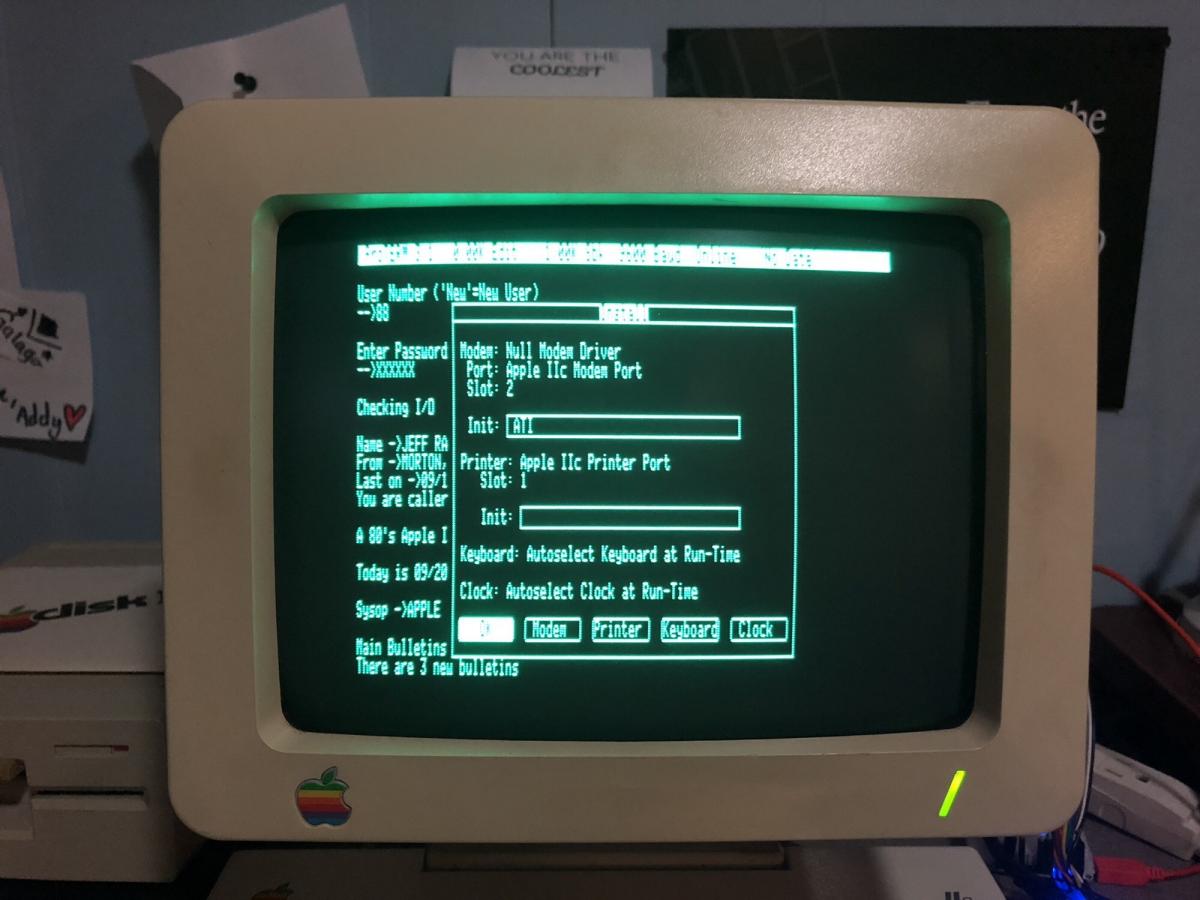 YOU ARE THE
COOLEST
the
User Number ('New'=New User)
-->88
Install
Enter Password
-->XXXXXX
Modem: Null Modem Driver
Port: Apple IIc Modem Port
Slot: 2
Checking I/O
Init: ATI
Name ->JEFF RA
From ->MORTON,
Last on ->09/1
You are caller
Printer: Apple IIc Printer Port
Slot: 1
Init:
A 80's Apple I
Keyboard: Autoselect Keyboard at Run-Time
Today is 09/20
Clock: Autoselect Clock at Run-Time
Sysop ->APPLE
OK Modem Printer Keyboard Clock
Main Bulletins
There are 3 new bulletins
Galaga
Addy
disk